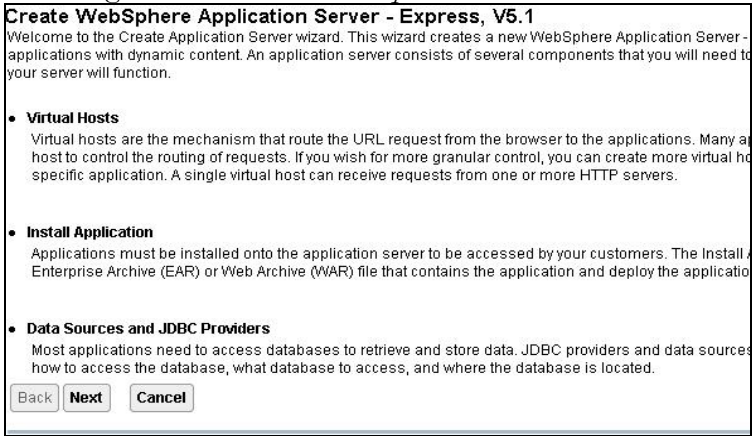 Create WebSphere Application Server - Express, V5.1
Welcome to the Create Application Server wizard. This wizard creates a new WebSphere Application Server -
applications with dynamic content. An application server consists of several components that you will need to
your server will function.
• Virtual Hosts
Virtual hosts are the mechanism that route the URL request from the browser to the applications. Many
host to control the routing of requests. If you wish for more granular control, you can create more virtual
specific application. A single virtual host can receive requests from one or more HTTP servers.
• Install Application
Applications must be installed onto the application server to be accessed by your customers. The Install
Enterprise Archive (EAR) or Web Archive (WAR) file that contains the application and deploy the
• Data Sources and JDBC Providers
Most applications need to access databases to retrieve and store data. JDBC providers and data sources
how to access the database, what database to access, and where the database is located.
Back Next Cancel